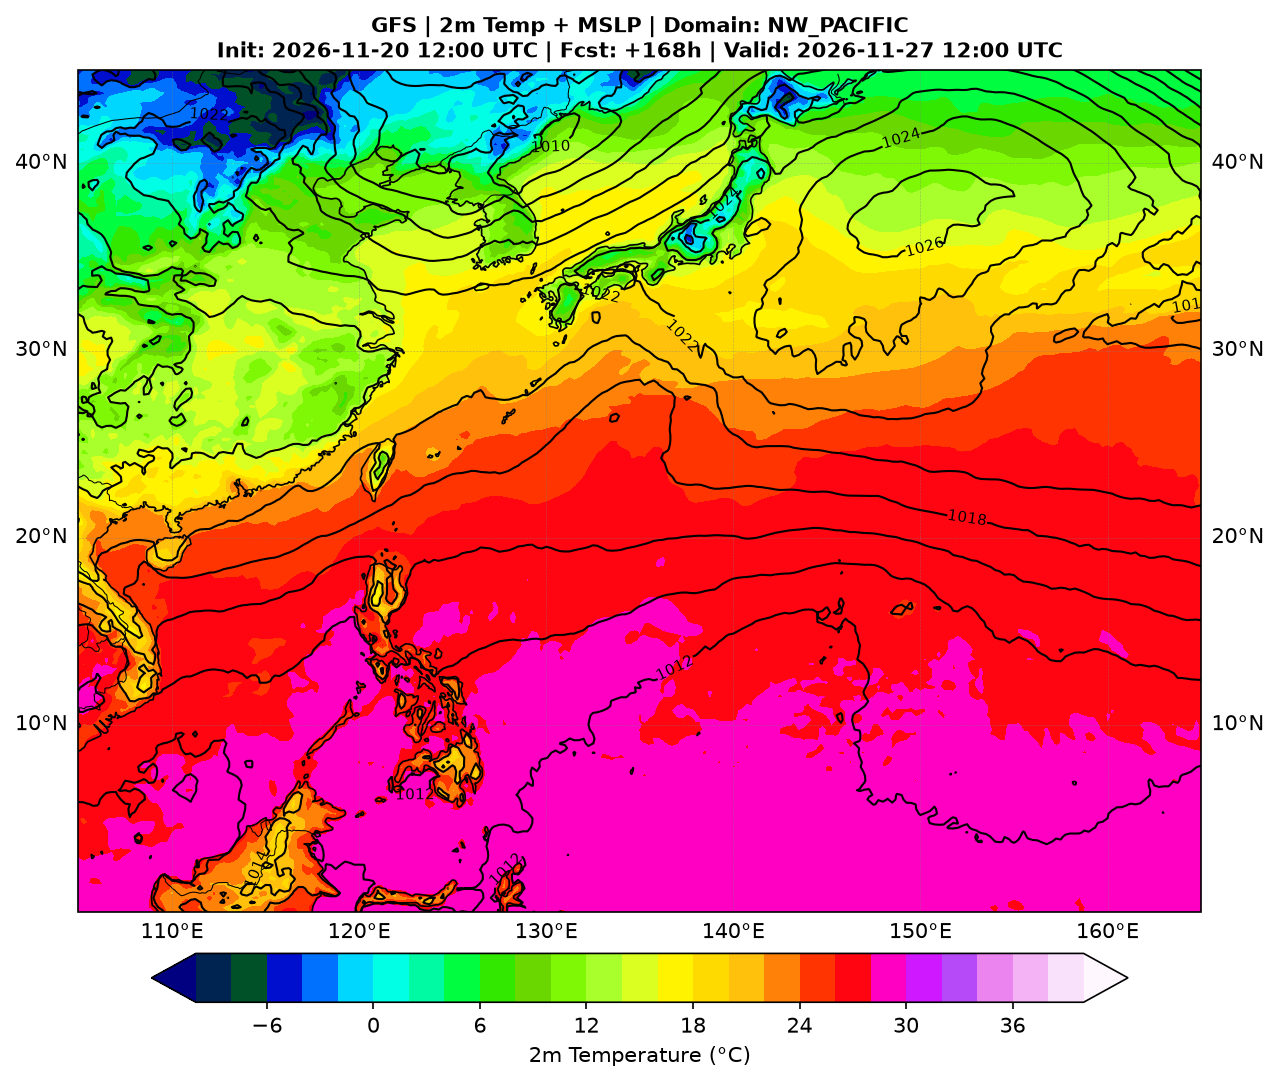 GFS | 2m Temp + MSLP | Domain: NW_PACIFIC
Init: 2026-11-20 12:00 UTC | Fcst: +168h | Valid: 2026-11-27 12:00 UTC
1022
1010
1024
40°N
40°N
1024
1026
1022
101
1022
30°N
30°N
1018
20°N
20°N
1012
10°N
10°N
1012
1014
1012
110°E
120°E
130°E
140°E
150°E
160°E
−6
0
6
12
18
24
30
36
2m Temperature (°C)